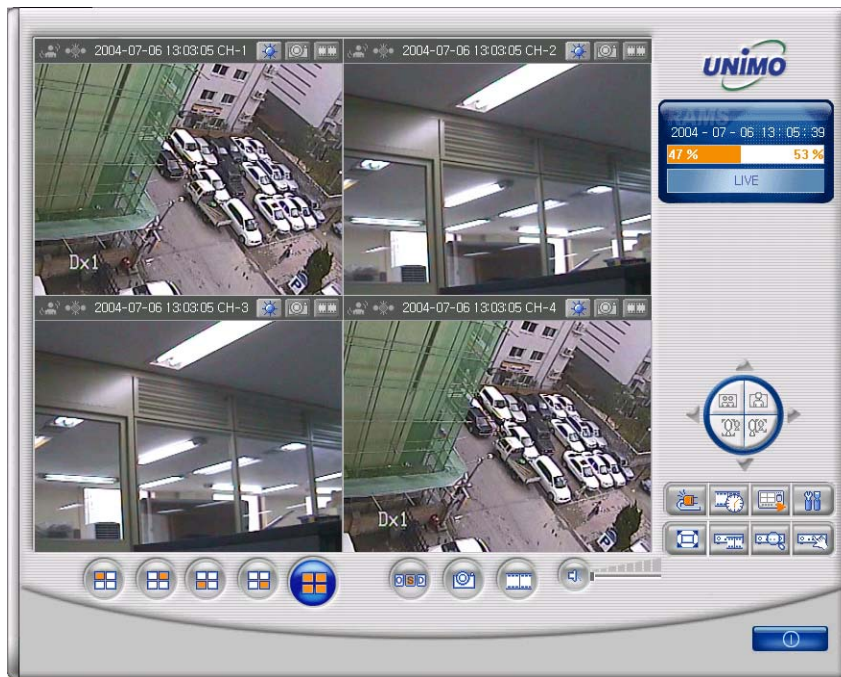 2004-07-06 13:03:05 CH-1
2004-07-06 13:03:05 CH-2
UNiMO
RAMS
2004 - 07 - 06 13 : 05 : 39
47 %
53 %
LIVE
Dx1
2004-07-06 13:03:05 CH-3
2004-07-06 13:03:05 CH-4
Dx1
OSD